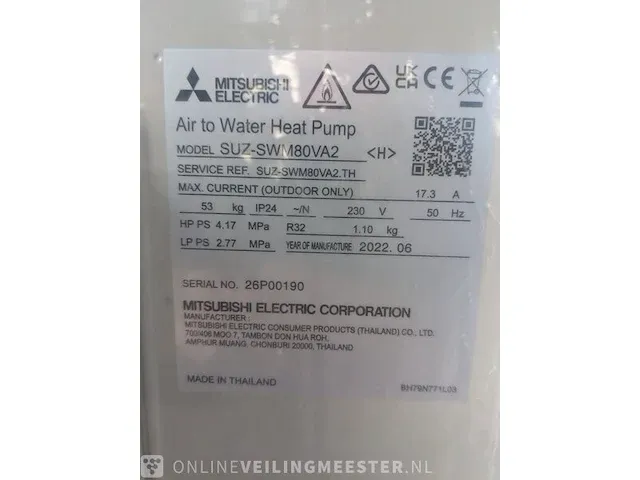 MITSUBISHI
ELECTRIC
UK
CA
CE
Air to Water Heat Pump
MODEL SUZ-SWM80VA2 <H>
SERVICE REF. SUZ-SWM80VA2.TH
MAX. CURRENT (OUTDOOR ONLY) 17.3 A
53 kg IP24 ~/N 230 V 50 Hz
HP PS 4.17 MPa R32 1.10 kg
LP PS 2.77 MPa YEAR OF MANUFACTURE 2022.06
SERIAL NO. 26P00190
MITSUBISHI ELECTRIC CORPORATION
MANUFACTURER:
MITSUBISHI ELECTRIC CONSUMER PRODUCTS (THAILAND) CO., LTD.
700/406 MOO 7, TAMBON DON HUA ROH,
AMPHUR MUANG, CHONBURI 20000, THAILAND
MADE IN THAILAND
BH79N771L03
ONLINEVEILINGMEESTER.NL